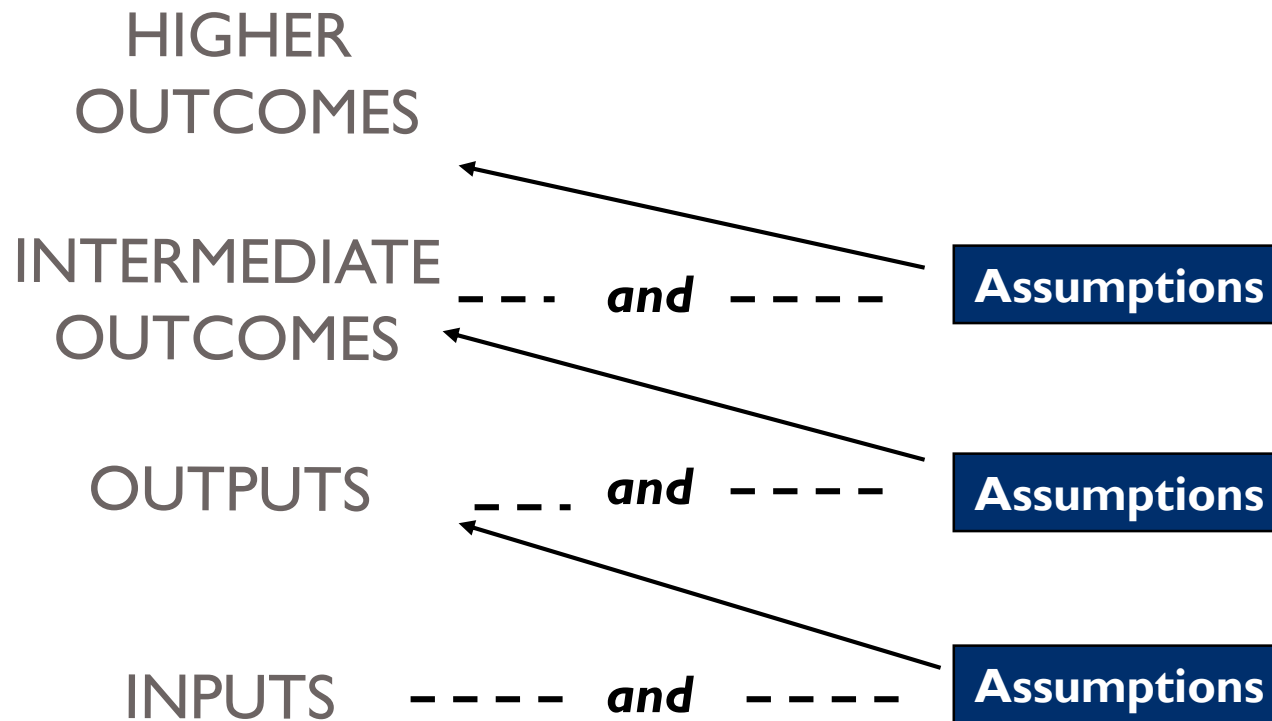 HIGHER
OUTCOMES
INTERMEDIATE
OUTCOMES
and
Assumptions
OUTPUTS
and
Assumptions
INPUTS
and
Assumptions